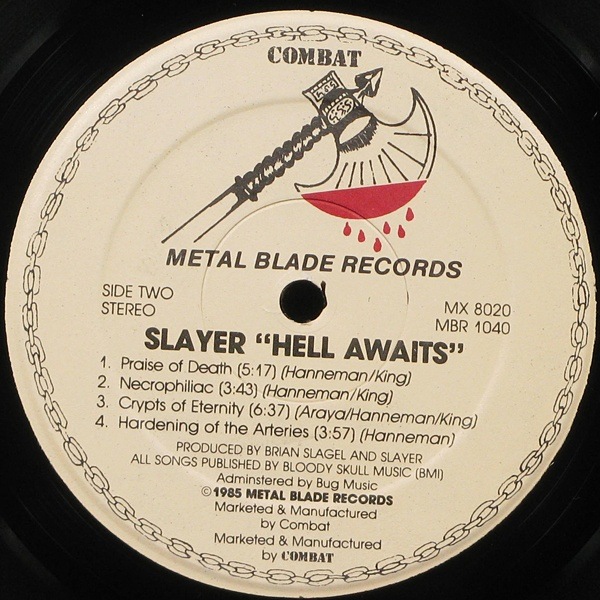 COMBAT
METAL BLADE RECORDS
SIDE TWO
STEREO
MX 8020
MBR 1040
SLAYER “HELL AWAITS”
1. Praise of Death (5:17) (Hanneman/King)
2. Necrophiliac (3:43) (Hanneman/King)
3. Crypts of Eternity (6:37) (Araya/Hanneman/King)
4. Hardening of the Arteries (3:57) (Hanneman)
PRODUCED BY BRIAN SLAGEL AND SLAYER
ALL SONGS PUBLISHED BY BLOODY SKULL MUSIC (BMI)
Adminstered by Bug Music
©1985 METAL BLADE RECORDS
Marketed & Manufactured
by Combat
Marketed & Manufactured
by COMBAT